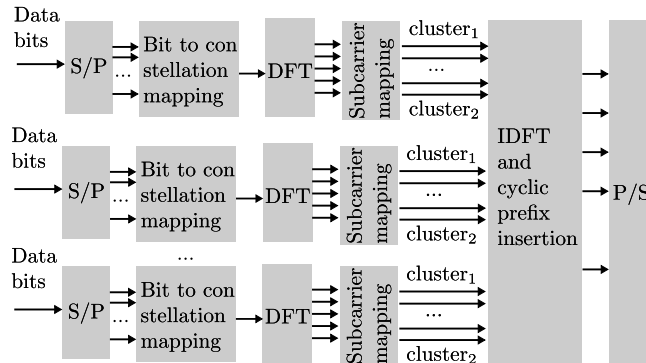 Data
bits
S/P
...
Bit to con
stellation
mapping
DFT
Subcarrier
mapping
cluster₁
...
cluster₂
Data
bits
S/P
...
Bit to con
stellation
mapping
DFT
Subcarrier
mapping
cluster₁
...
cluster₂
...
Data
bits
S/P
...
Bit to con
stellation
mapping
DFT
Subcarrier
mapping
cluster₁
...
cluster₂
IDFT
and
cyclic
prefix
insertion
P/S